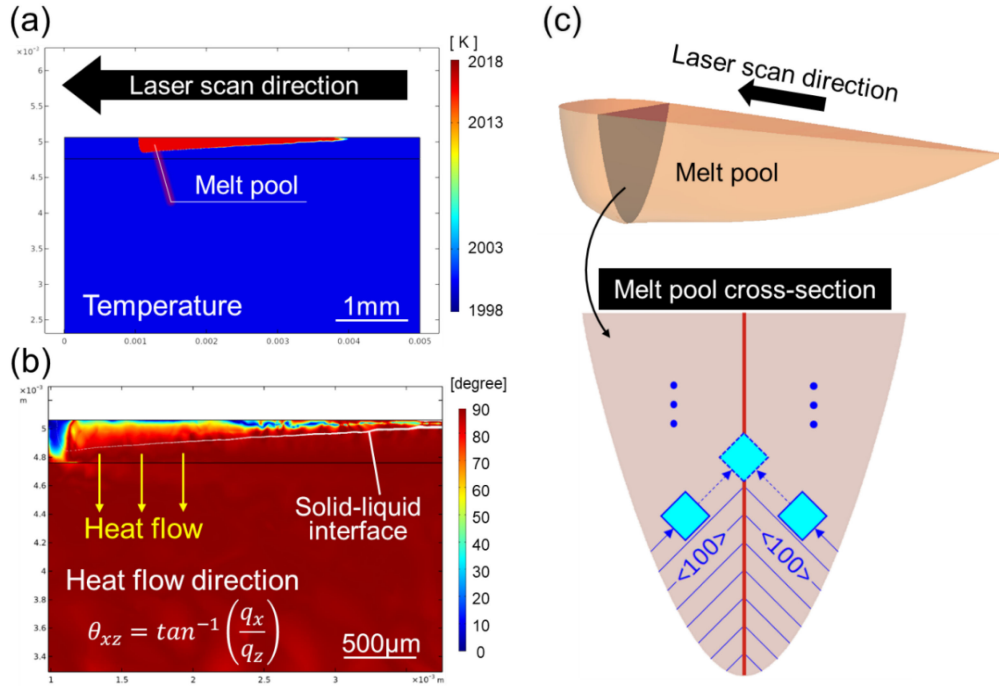 (a)
[ K ]
×10⁻³
6
5.5
5
4.5
4
3.5
3
2.5
0
0.001
0.002
0.003
0.004
0.005
Laser scan direction
Melt pool
Temperature
1mm
2018
2013
2003
1998
(b)
[degree]
×10⁻³
m
5
4.8
4.6
4.4
4.2
4
3.8
3.6
3.4
1
2
3
×10⁻³ m
Heat flow
Solid-liquid
interface
Heat flow direction
θxz = tan⁻¹(qx/qz)
500μm
90
80
70
60
50
40
30
20
10
0
(c)
Laser scan direction
Melt pool
Melt pool cross-section
<100>
<100>